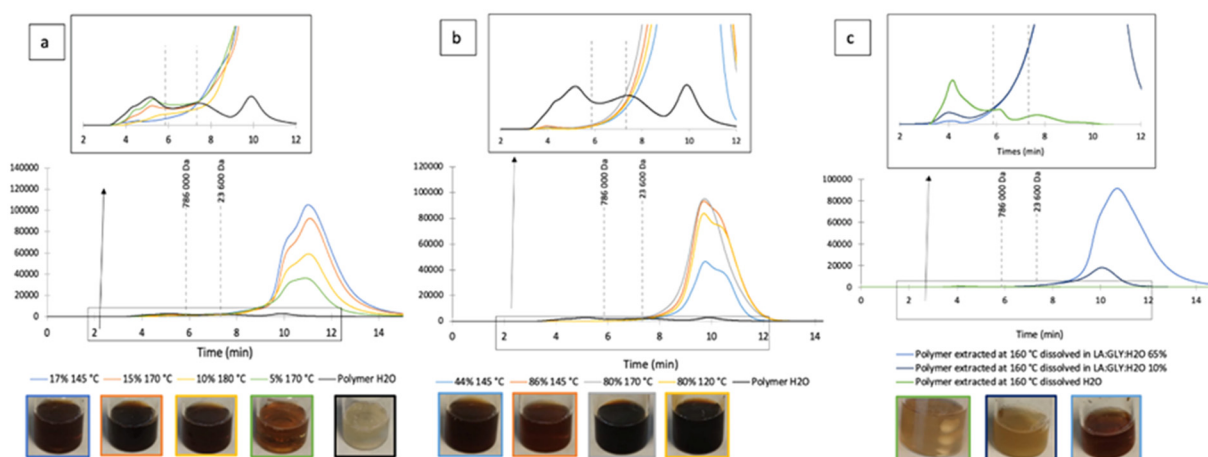 a
2 4 6 8 10 12
140000
120000
100000
80000
60000
40000
20000
0
786 000 Da
23 600 Da
2 4 6 8 10 12 14
Time (min)
17% 145 °C 15% 170 °C 10% 180 °C 5% 170 °C Polymer H2O
b
2 4 6 8 10 12
140000
120000
100000
80000
60000
40000
20000
0
786 000 Da
23 600 Da
2 4 6 8 10 12 14
Time (min)
44% 145 °C 86% 145 °C 80% 170 °C 80% 120 °C Polymer H2O
c
2 4 6 8 10 12
Times (min)
100000
80000
60000
40000
20000
0
786 000 Da
23 600 Da
2 4 6 8 10 12 14
Time (min)
Polymer extracted at 160 °C dissolved in LA:GLY:H2O 65%
Polymer extracted at 160 °C dissolved in LA:GLY:H2O 10%
Polymer extracted at 160 °C dissolved H2O